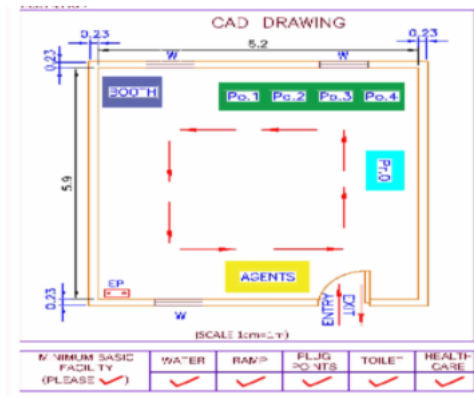 CAD DRAWING
0.23
5.2
0.23
W
W
0.23
BOOTH
Po.1 Po.2 Po.3 Po.4
5.9
Pr.O
EP
AGENTS
0.23
W
ENTRY
EXIT
(SCALE 1cm=1m)
MINIMUM BASIC FACILITY (PLEASE ✓)
WATER
RAMP
PLUG POINTS
TOILET
HEALTH CARE
✓ ✓ ✓ ✓ ✓